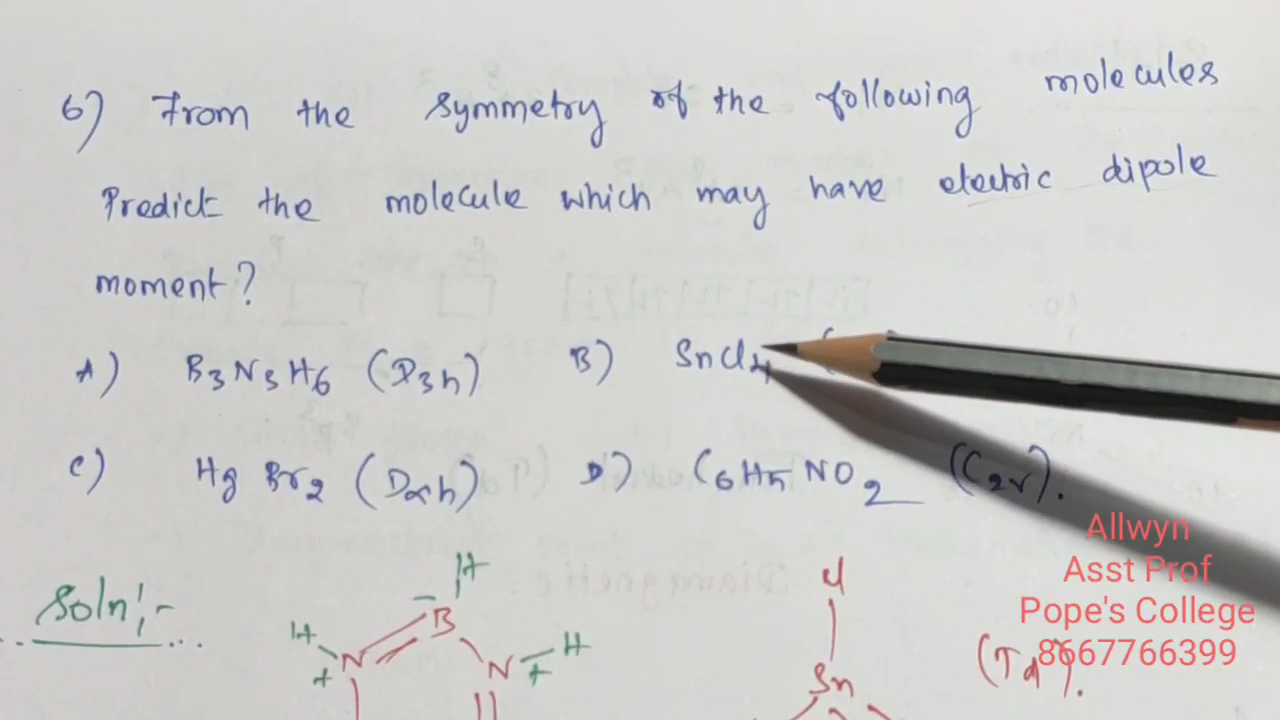 6) From the symmetry of the following molecules
Predict the molecule which may have electric dipole
moment?
A) B3N3H6 (D3h) B) SnCl4 (
C) HgBr2 (D∝h) D) C6H5NO2 (C2v).
Soln:-
H
H − B
N N + H
+
Cl
Sn (Td).
Allwyn
Asst Prof
Pope's College
8667766399